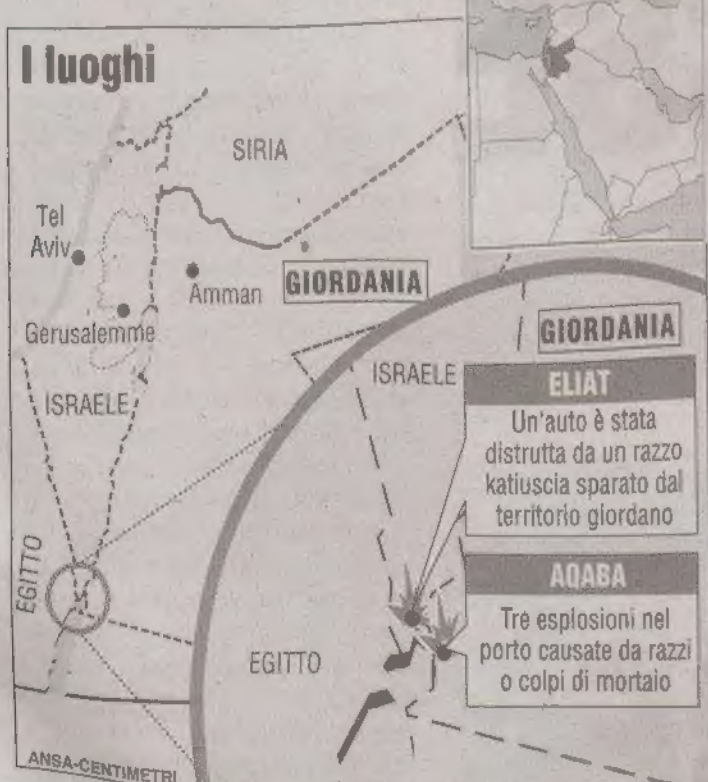 I luoghi
SIRIA
Tel
Aviv
Amman
GIORDANIA
Gerusalemme
ISRAELE
EGITTO
GIORDANIA
ISRAELE
ELIAT
Un'auto è stata
distrutta da un razzo
katiuscia sparato dal
territorio giordano
AQABA
Tre esplosioni nel
porto causate da razzi
o colpi di mortaio
EGITTO
ANSA-CENTIMETRI